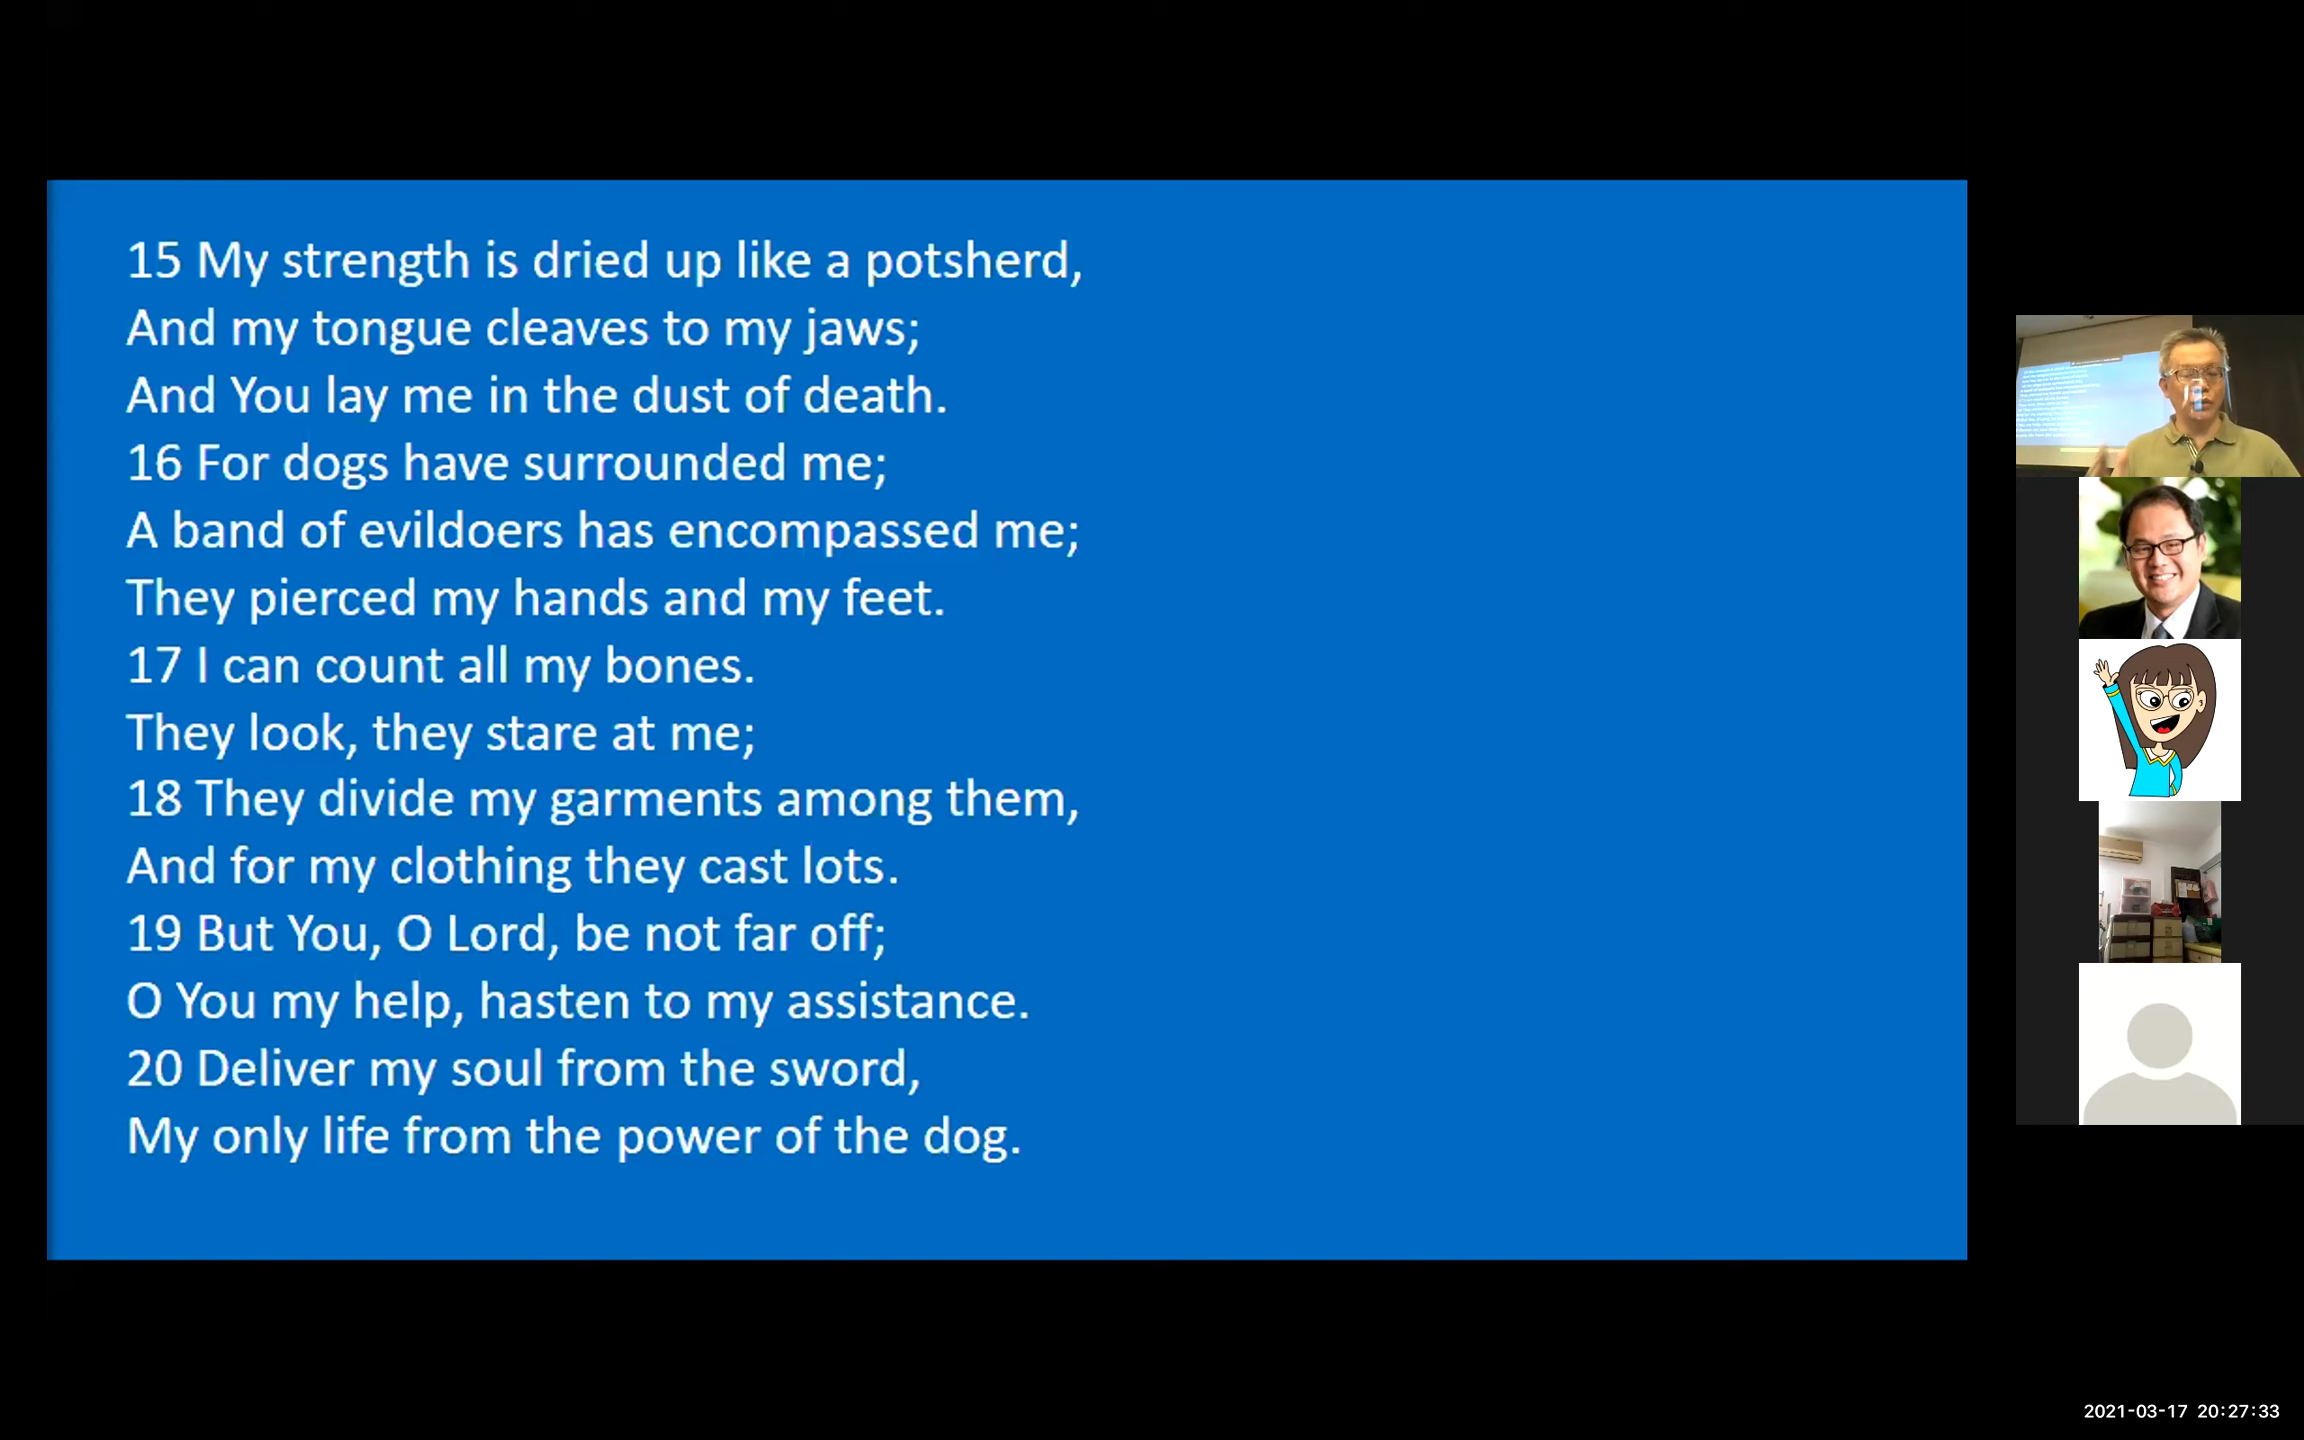 15 My strength is dried up like a potsherd,
And my tongue cleaves to my jaws;
And You lay me in the dust of death.
16 For dogs have surrounded me;
A band of evildoers has encompassed me;
They pierced my hands and my feet.
17 I can count all my bones.
They look, they stare at me;
18 They divide my garments among them,
And for my clothing they cast lots.
19 But You, O Lord, be not far off;
O You my help, hasten to my assistance.
20 Deliver my soul from the sword,
My only life from the power of the dog.
2021-03-17 20:27:33